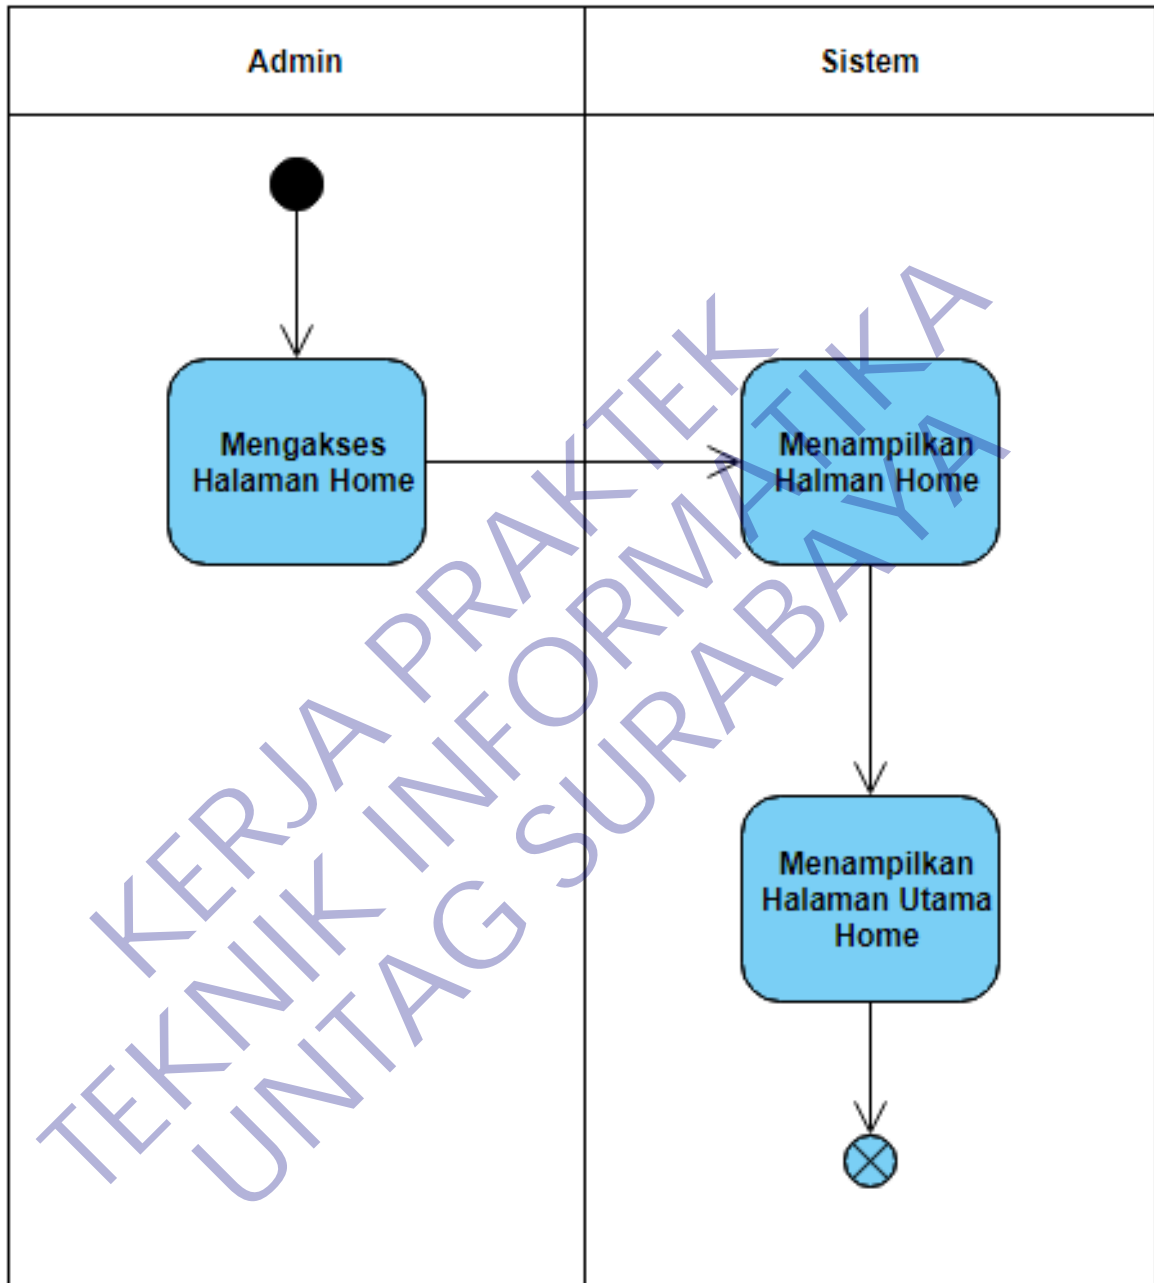 Admin
Sistem
Mengakses
Halaman Home
Menampilkan
Halman Home
Menampilkan
Halaman Utama
Home
KERJA PRAKTEK
TEKNIK INFORMATIKA
UNTAG SURABAYA